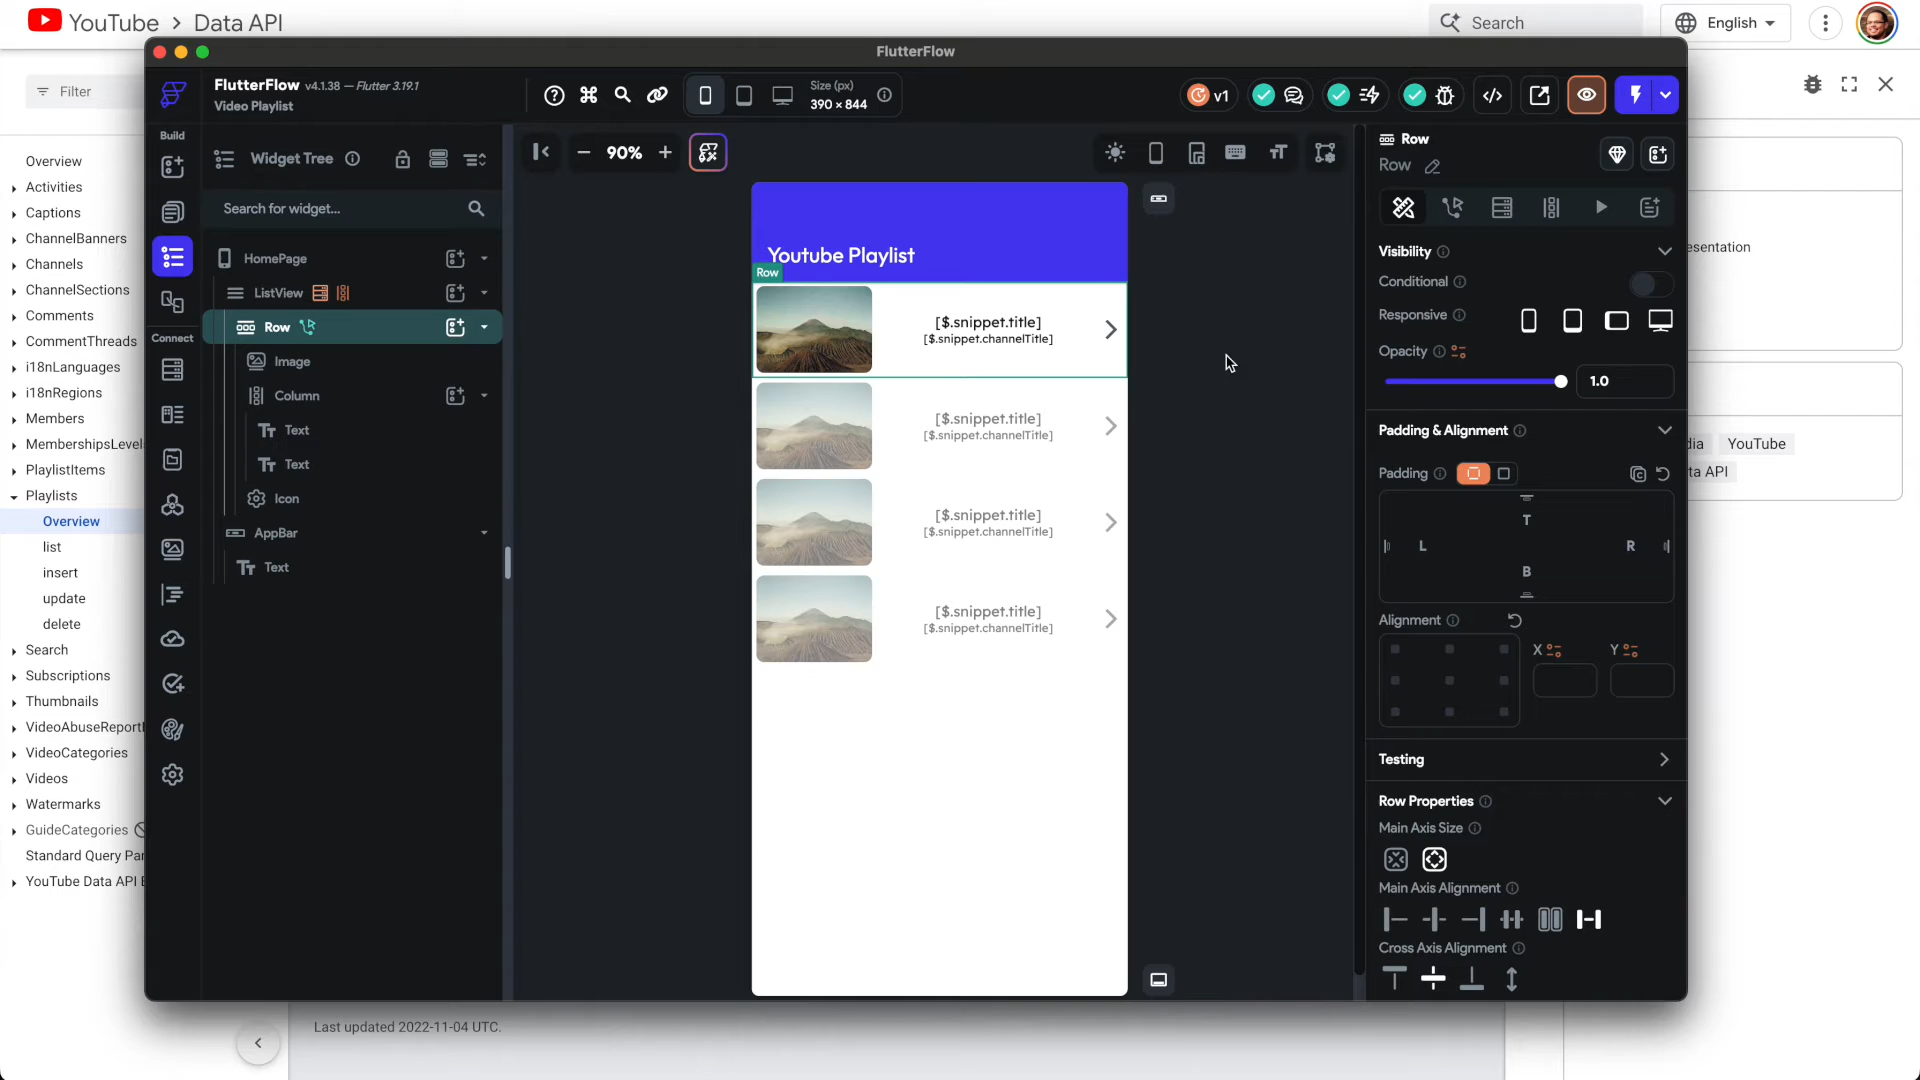 YouTube > Data API
Search
English
FlutterFlow
Filter
FlutterFlow v4.1.38 — Flutter 3.19.1
Video Playlist
Size (px)
390 × 844
v1
Build
Connect
Widget Tree
Search for widget...
HomePage
ListView
Row
Image
Column
Text
Text
Icon
AppBar
Text
90%
Youtube Playlist
Row
[$.snippet.title]
[$.snippet.channelTitle]
[$.snippet.title]
[$.snippet.channelTitle]
[$.snippet.title]
[$.snippet.channelTitle]
[$.snippet.title]
[$.snippet.channelTitle]
Row
Row
Visibility
Conditional
Responsive
Opacity
1.0
Padding & Alignment
Padding
T
L
R
B
Alignment
X
Y
Testing
Row Properties
Main Axis Size
Main Axis Alignment
Cross Axis Alignment
Overview
Activities
Captions
ChannelBanners
Channels
ChannelSections
Comments
CommentThreads
i18nLanguages
i18nRegions
Members
MembershipsLevel
PlaylistItems
Playlists
Overview
list
insert
update
delete
Search
Subscriptions
Thumbnails
VideoAbuseReport
VideoCategories
Videos
Watermarks
GuideCategories
Standard Query Par
YouTube Data API
esentation
dia
YouTube
ta API
Last updated 2022-11-04 UTC.